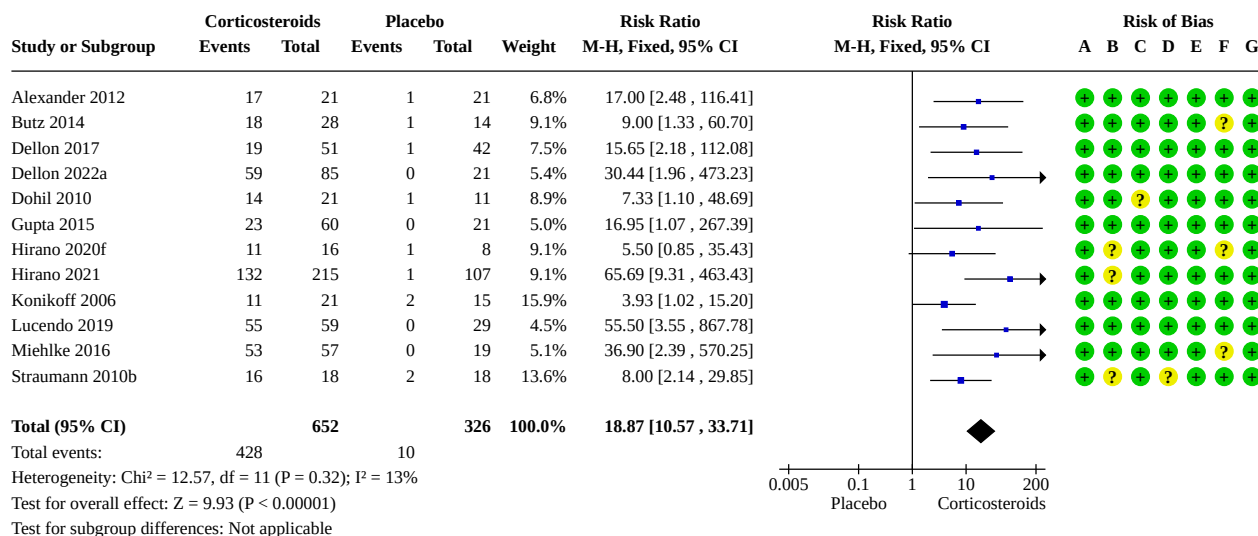 Corticosteroids Placebo Risk Ratio Risk Ratio Risk of Bias
Study or Subgroup Events Total Events Total Weight M-H, Fixed, 95% CI M-H, Fixed, 95% CI A B C D E F G
Alexander 2012 17 21 1 21 6.8% 17.00 [2.48 , 116.41] + + + + + + +
Butz 2014 18 28 1 14 9.1% 9.00 [1.33 , 60.70] + + + + + ? +
Dellon 2017 19 51 1 42 7.5% 15.65 [2.18 , 112.08] + + + + + + +
Dellon 2022a 59 85 0 21 5.4% 30.44 [1.96 , 473.23] + + + + + + +
Dohil 2010 14 21 1 11 8.9% 7.33 [1.10 , 48.69] + + ? + + + +
Gupta 2015 23 60 0 21 5.0% 16.95 [1.07 , 267.39] + + + + + + +
Hirano 2020f 11 16 1 8 9.1% 5.50 [0.85 , 35.43] + ? + + + ? +
Hirano 2021 132 215 1 107 9.1% 65.69 [9.31 , 463.43] + ? + + + + +
Konikoff 2006 11 21 2 15 15.9% 3.93 [1.02 , 15.20] + + + + + + +
Lucendo 2019 55 59 0 29 4.5% 55.50 [3.55 , 867.78] + + + + + + +
Miehlke 2016 53 57 0 19 5.1% 36.90 [2.39 , 570.25] + + + + + ? +
Straumann 2010b 16 18 2 18 13.6% 8.00 [2.14 , 29.85] + ? + ? + + +
Total (95% CI) 652 326 100.0% 18.87 [10.57 , 33.71]
Total events: 428 10
Heterogeneity: Chi² = 12.57, df = 11 (P = 0.32); I² = 13%
0.005 0.1 1 10 200
Test for overall effect: Z = 9.93 (P < 0.00001)
Placebo Corticosteroids
Test for subgroup differences: Not applicable